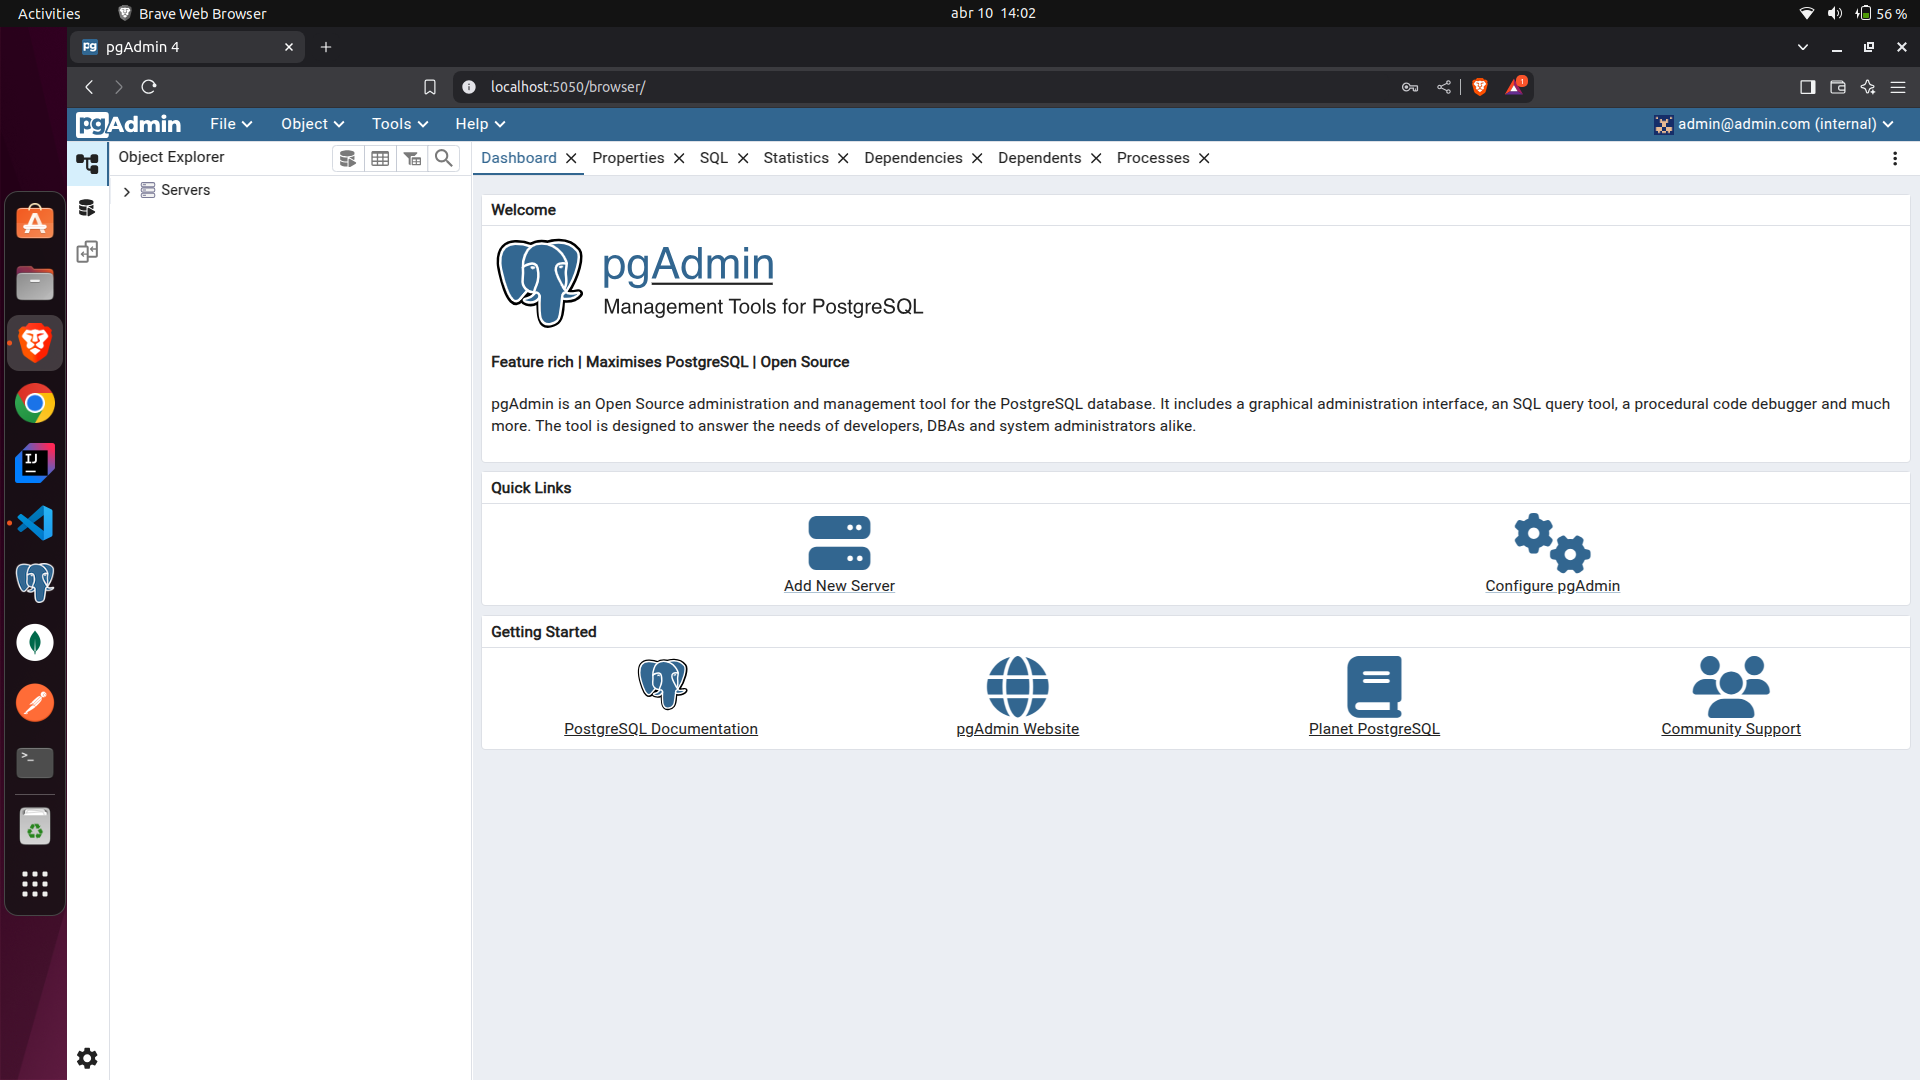 Activities
Brave Web Browser
abr 10 14:02
56 %
pgAdmin 4
localhost:5050/browser/
1
pgAdmin
File
Object
Tools
Help
admin@admin.com (internal)
Object Explorer
Dashboard
Properties
SQL
Statistics
Dependencies
Dependents
Processes
Servers
Welcome
pgAdmin
Management Tools for PostgreSQL
Feature rich | Maximises PostgreSQL | Open Source
pgAdmin is an Open Source administration and management tool for the PostgreSQL database. It includes a graphical administration interface, an SQL query tool, a procedural code debugger and much
more. The tool is designed to answer the needs of developers, DBAs and system administrators alike.
Quick Links
Add New Server
Configure pgAdmin
Getting Started
PostgreSQL Documentation
pgAdmin Website
Planet PostgreSQL
Community Support
IJ
>_